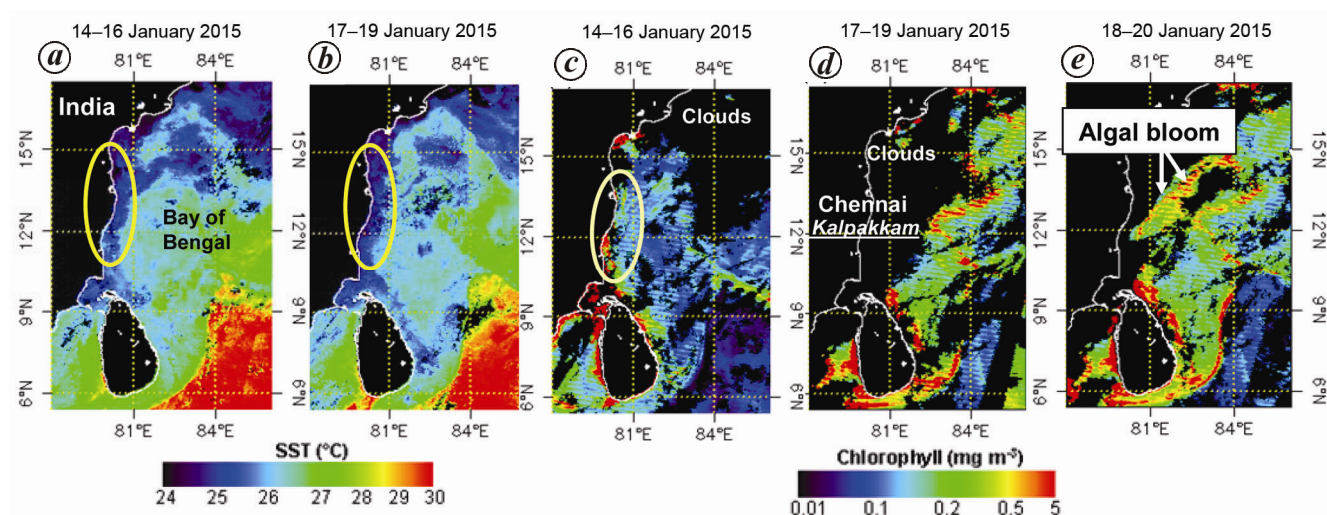 14–16 January 2015
17–19 January 2015
14–16 January 2015
17–19 January 2015
18–20 January 2015
a
b
c
d
e
81°E 84°E
81°E 84°E
81°E 84°E
81°E 84°E
81°E 84°E
India
Bay of
Bengal
Clouds
Clouds
Chennai
Kalpakkam
Algal bloom
15°N
12°N
9°N
6°N
15°N
12°N
9°N
6°N
15°N
12°N
9°N
6°N
15°N
12°N
9°N
6°N
15°N
12°N
9°N
6°N
81°E 84°E
81°E 84°E
81°E 84°E
81°E 84°E
81°E 84°E
SST (°C)
24 25 26 27 28 29 30
Chlorophyll (mg m⁻³)
0.01 0.1 0.2 0.5 5